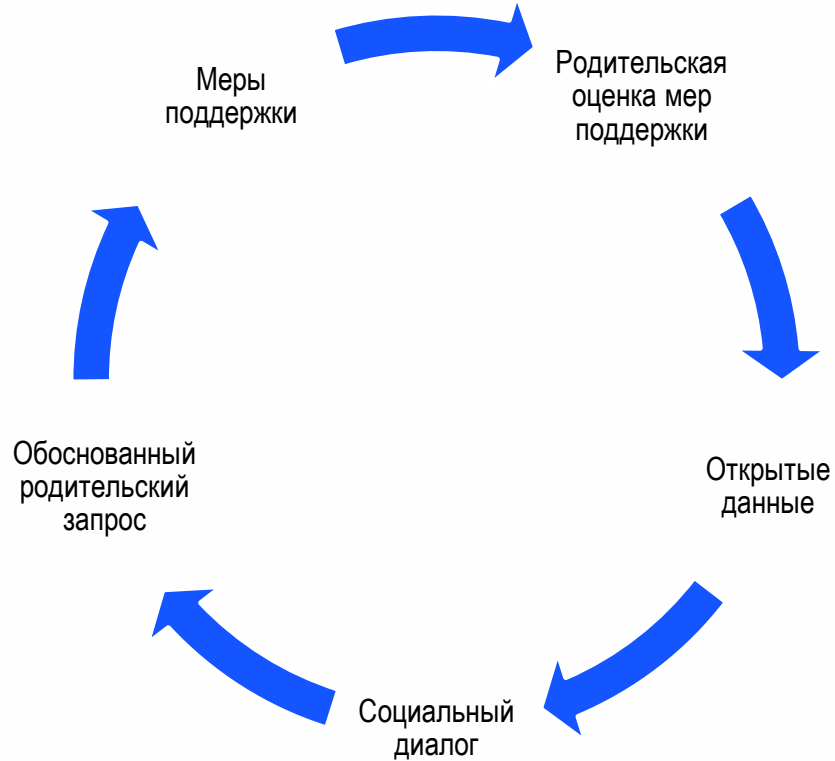 Меры
поддержки
Родительская
оценка мер
поддержки
Открытые
данные
Социальный
диалог
Обоснованный
родительский
запрос